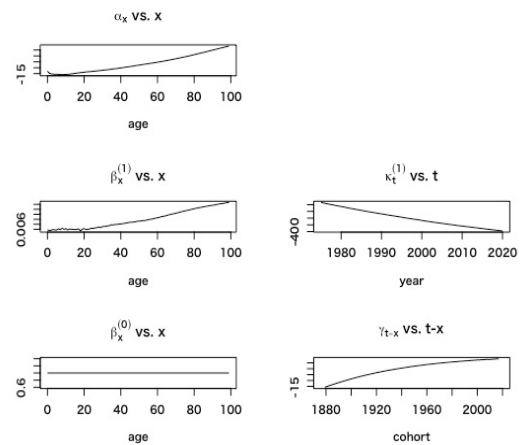 αx vs. x
-15
0 20 40 60 80 100
age
βx(1) vs. x
κt(1) vs. t
0.006
-400
0 20 40 60 80 100
1980 1990 2000 2010 2020
age
year
βx(0) vs. x
γt-x vs. t-x
0.6
-15
0 20 40 60 80 100
1880 1920 1960 2000
age
cohort